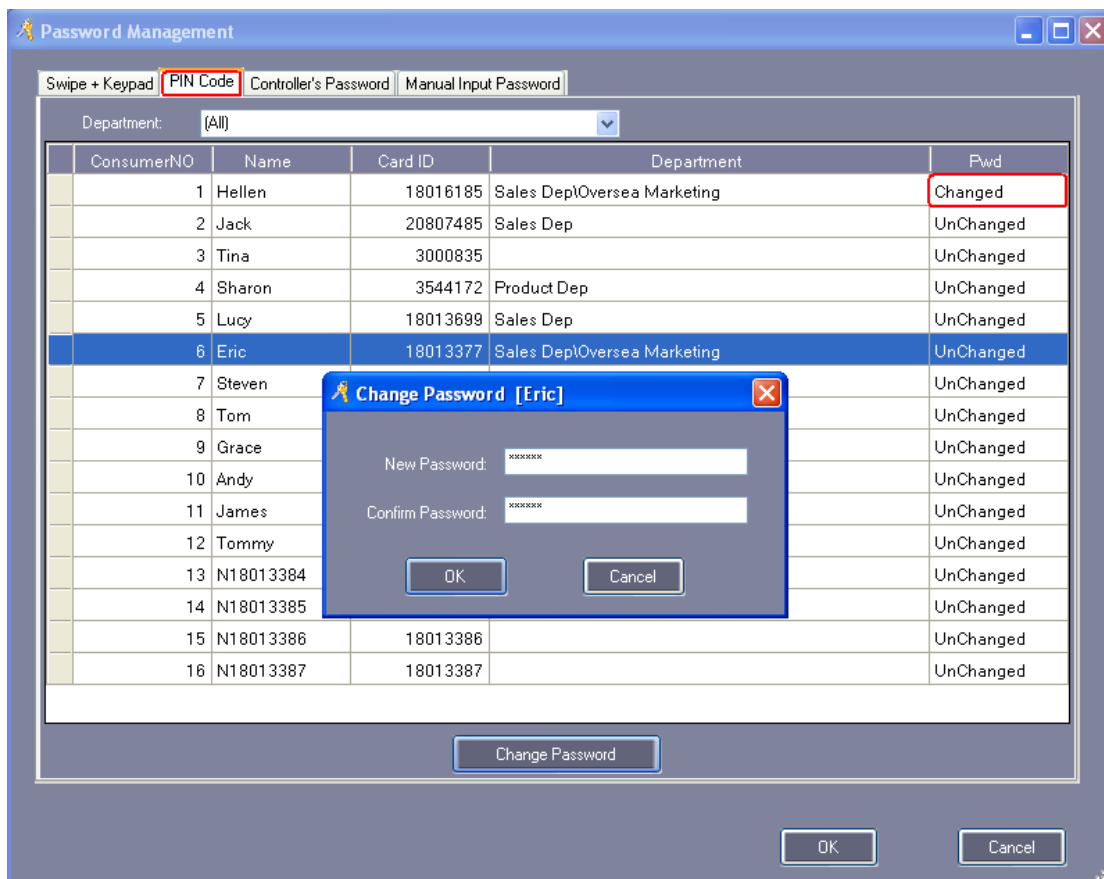 Password Management
Swipe + Keypad PIN Code Controller's Password Manual Input Password
Department: (All)
ConsumerNO Name Card ID Department Pwd
1 Hellen 18016185 Sales Dep\Oversea Marketing Changed
2 Jack 20807485 Sales Dep UnChanged
3 Tina 3000835 UnChanged
4 Sharon 3544172 Product Dep UnChanged
5 Lucy 18013699 Sales Dep UnChanged
6 Eric 18013377 Sales Dep\Oversea Marketing UnChanged
7 Steven UnChanged
8 Tom UnChanged
9 Grace UnChanged
10 Andy UnChanged
11 James UnChanged
12 Tommy UnChanged
13 N18013384 UnChanged
14 N18013385 UnChanged
15 N18013386 18013386 UnChanged
16 N18013387 18013387 UnChanged
Change Password [Eric]
New Password: ******
Confirm Password: ******
OK Cancel
Change Password
OK Cancel